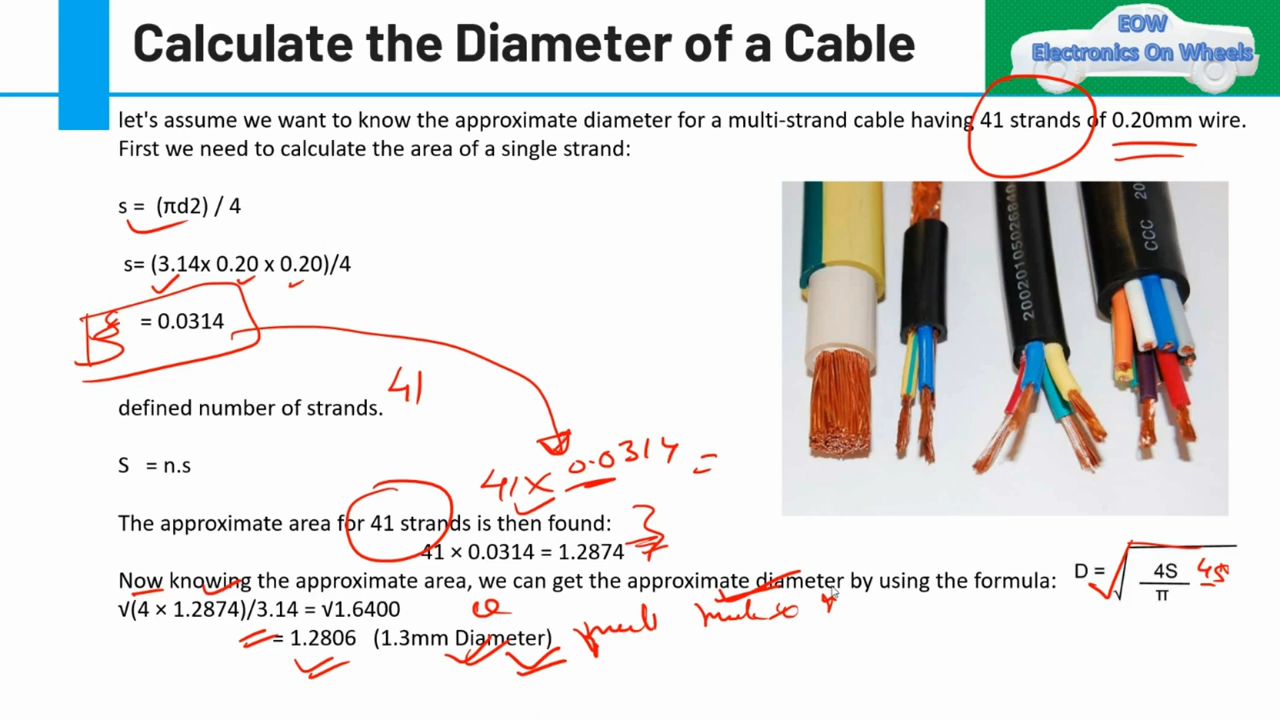 Calculate the Diameter of a Cable
EOW
Electronics On Wheels
let's assume we want to know the approximate diameter for a multi-strand cable having 41 strands of 0.20mm wire.
First we need to calculate the area of a single strand:
s = (πd2) / 4
s= (3.14x 0.20 x 0.20)/4
= 0.0314
41
defined number of strands.
S = n.s
41 x 0.0314 =
The approximate area for 41 strands is then found:
41 × 0.0314 = 1.2874
Now knowing the approximate area, we can get the approximate diameter by using the formula:
D = √ 4S 4S
π
√(4 × 1.2874)/3.14 = √1.6400
= 1.2806 (1.3mm Diameter)
2002010502684
CCC 20